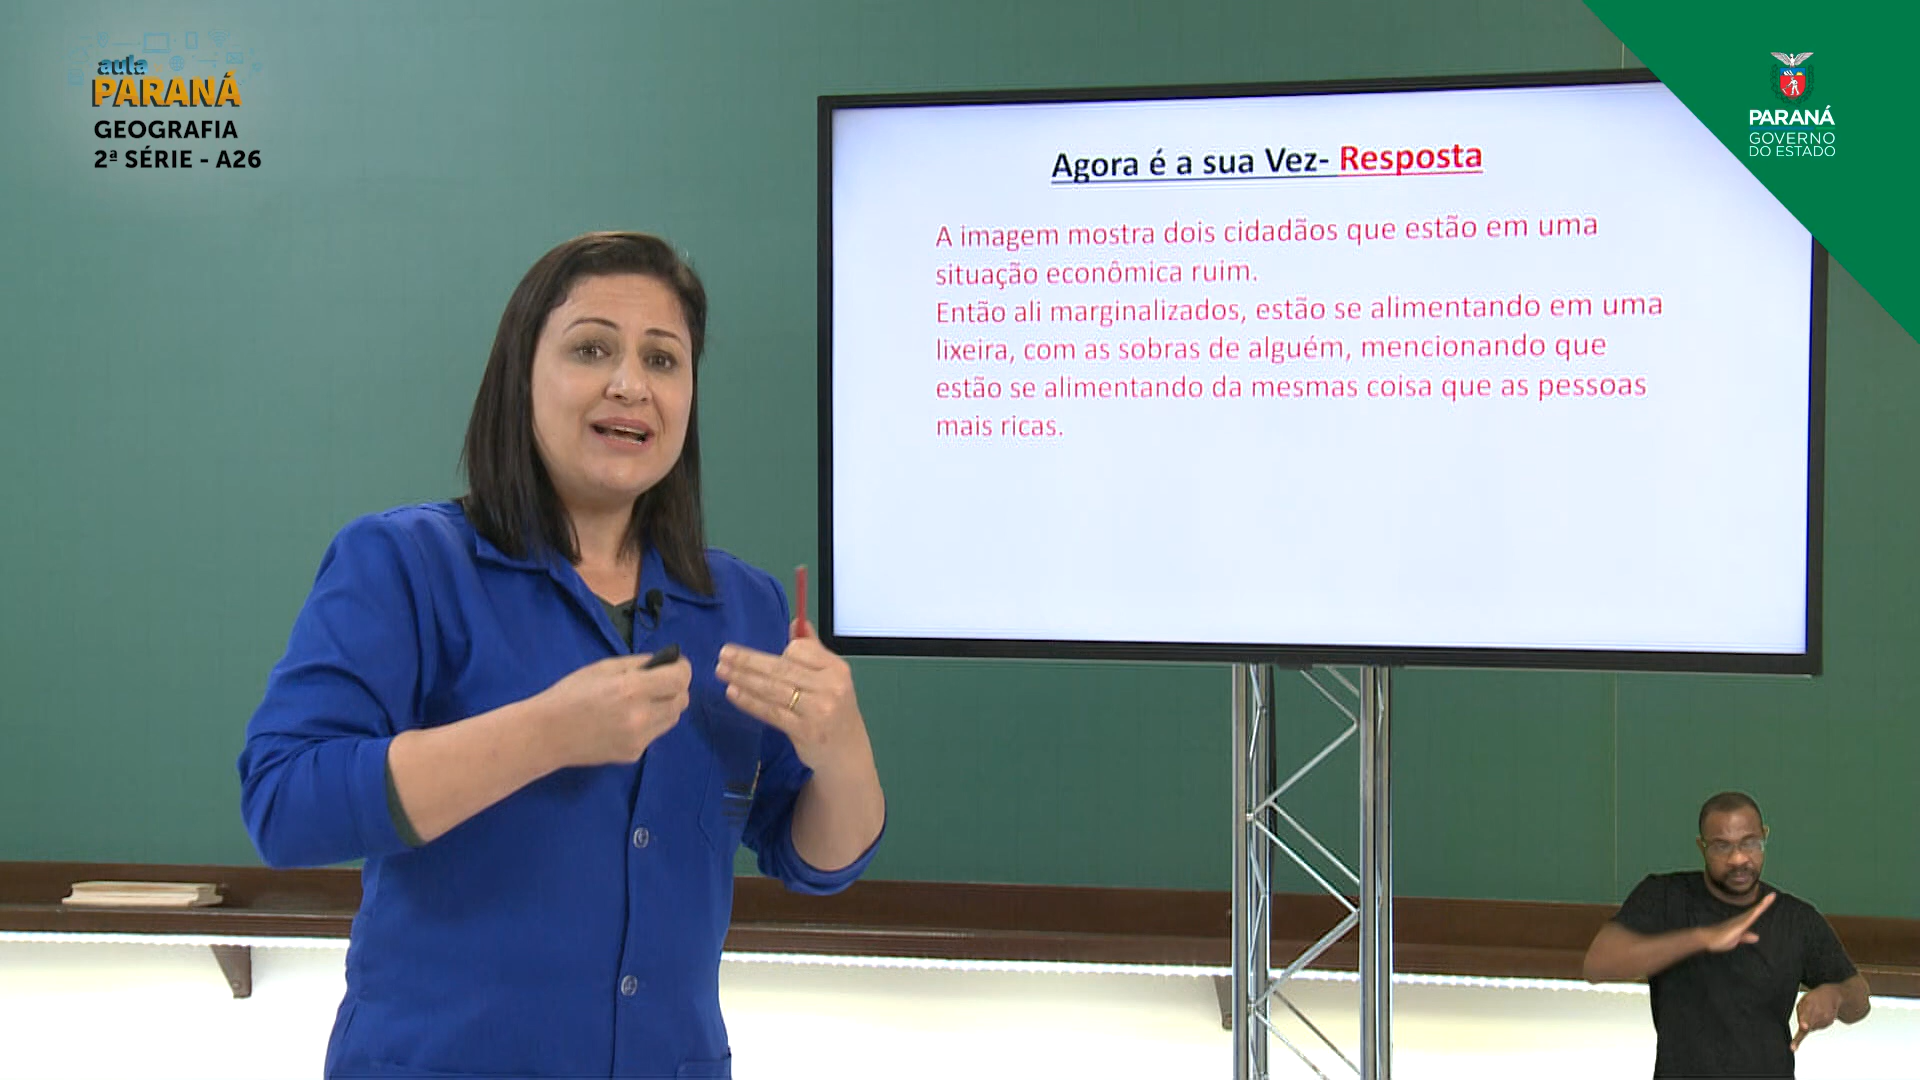 aula
PARANÁ
GEOGRAFIA
2ª SÉRIE - A26
PARANÁ
GOVERNO
DO ESTADO
Agora é a sua Vez- Resposta
A imagem mostra dois cidadãos que estão em uma
situação econômica ruim.
Então ali marginalizados, estão se alimentando em uma
lixeira, com as sobras de alguém, mencionando que
estão se alimentando da mesmas coisa que as pessoas
mais ricas.